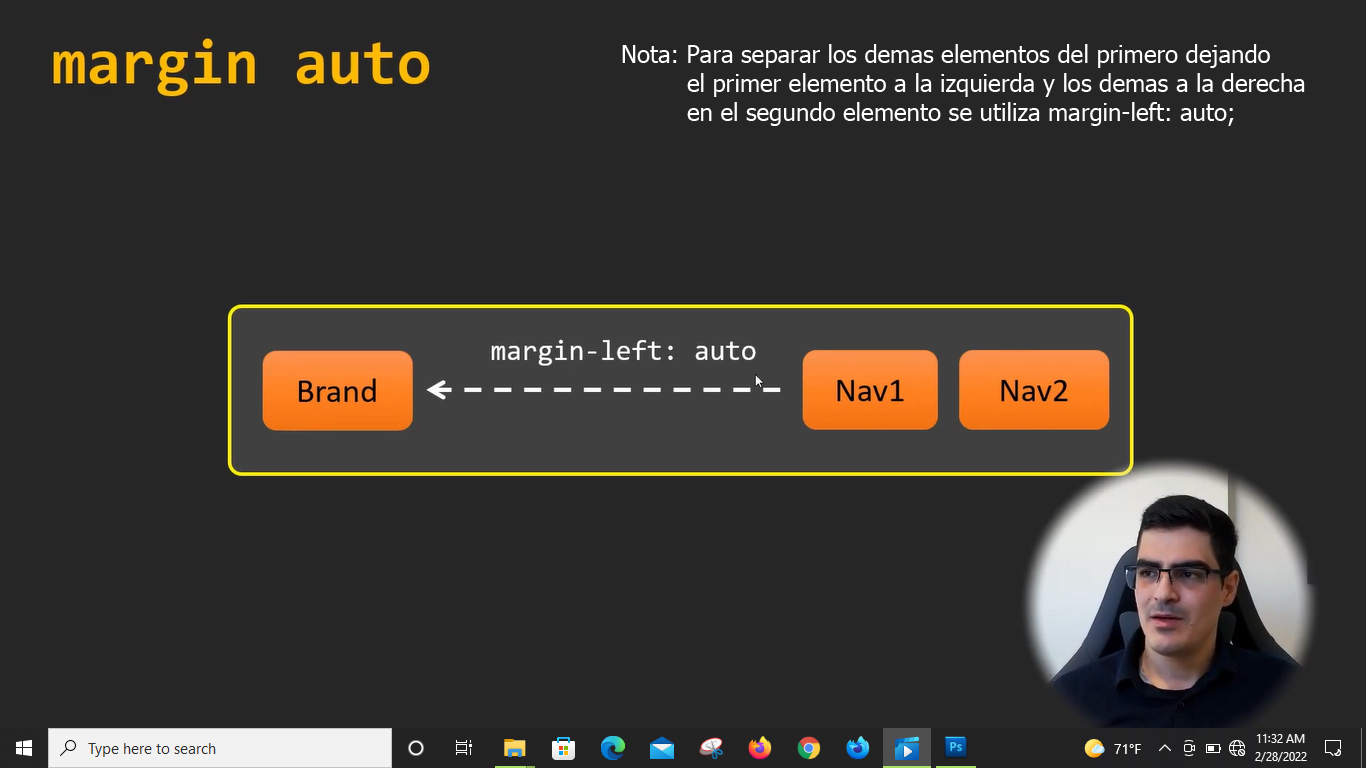 margin auto
Nota: Para separar los demas elementos del primero dejando
el primer elemento a la izquierda y los demas a la derecha
en el segundo elemento se utiliza margin-left: auto;
margin-left: auto
Brand
Nav1
Nav2
Type here to search
Ps
71°F
11:32 AM
2/28/2022